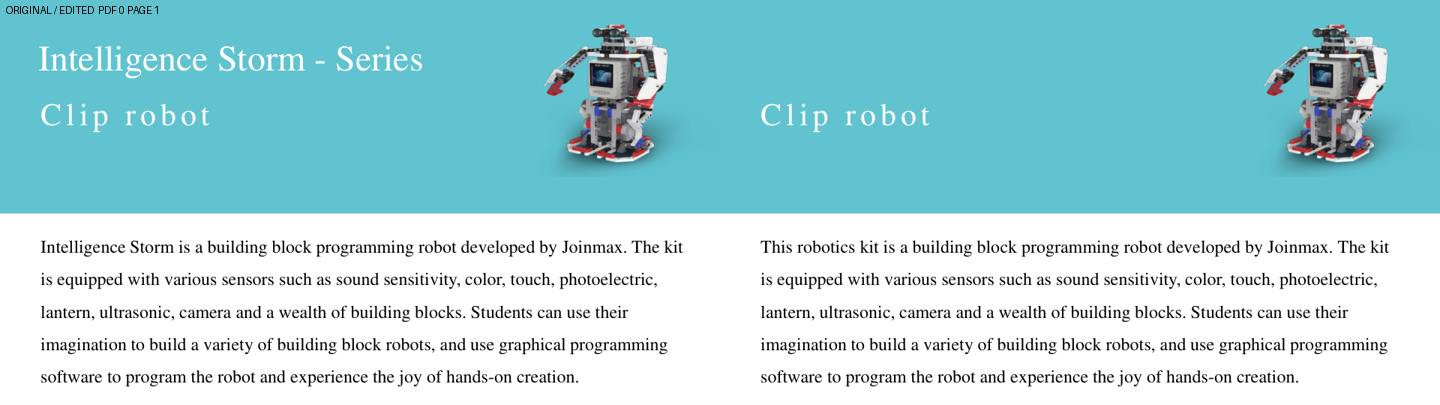 ORIGINAL / EDITED PDF 0 PAGE 1
Intelligence Storm - Series
Clip robot
Intelligence Storm is a building block programming robot developed by Joinmax. The kit
is equipped with various sensors such as sound sensitivity, color, touch, photoelectric,
lantern, ultrasonic, camera and a wealth of building blocks. Students can use their
imagination to build a variety of building block robots, and use graphical programming
software to program the robot and experience the joy of hands-on creation.
Clip robot
This robotics kit is a building block programming robot developed by Joinmax. The kit
is equipped with various sensors such as sound sensitivity, color, touch, photoelectric,
lantern, ultrasonic, camera and a wealth of building blocks. Students can use their
imagination to build a variety of building block robots, and use graphical programming
software to program the robot and experience the joy of hands-on creation.